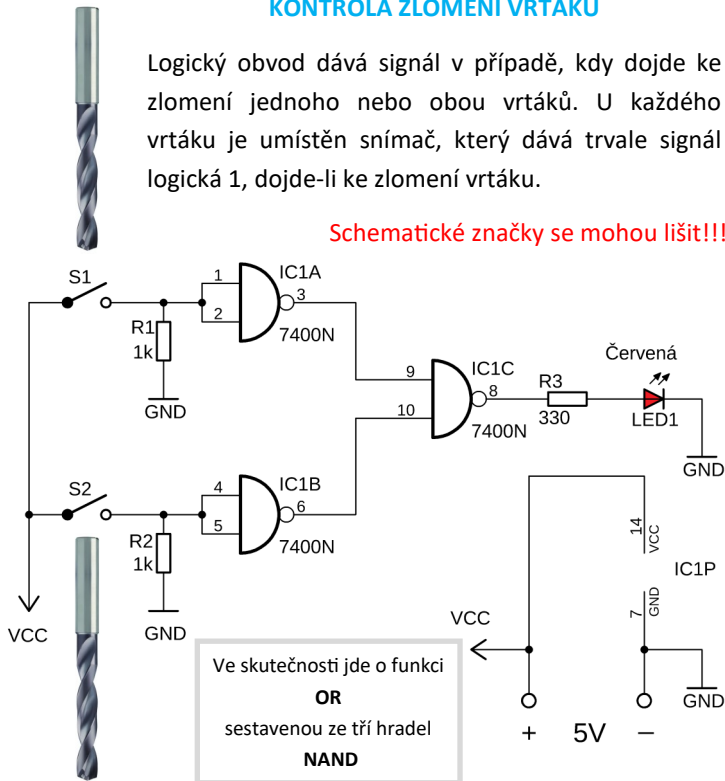 KONTROLA ZLOMENÍ VRTÁKU
Logický obvod dává signál v případě, kdy dojde ke
zlomení jednoho nebo obou vrtáků. U každého
vrtáku je umístěn snímač, který dává trvale signál
logická 1, dojde-li ke zlomení vrtáku.
Schematické značky se mohou lišit!!!
S1
R1
1k
GND
1
2
IC1A
3
7400N
9
10
IC1C
8
7400N
R3
330
Červená
LED1
GND
S2
R2
1k
GND
4
5
IC1B
6
7400N
VCC
14
VCC
IC1P
7
GND
VCC
GND
+ 5V −
Ve skutečnosti jde o funkci
OR
sestavenou ze tří hradel
NAND